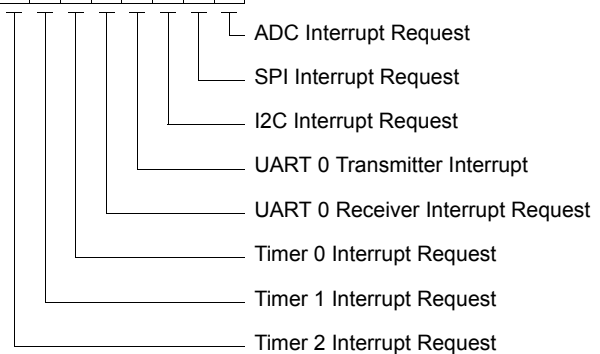 ADC Interrupt Request
SPI Interrupt Request
I2C Interrupt Request
UART 0 Transmitter Interrupt
UART 0 Receiver Interrupt Request
Timer 0 Interrupt Request
Timer 1 Interrupt Request
Timer 2 Interrupt Request